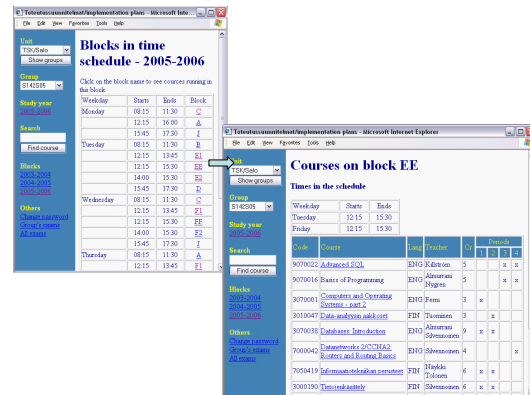 Toteutussuunnitelmat/implementation plans - Microsoft Inte...
File Edit View Favorites Tools Help
Unit
TSK/Salo
Show groups
Group
S142S05
Study year
2005-2006
Search
Find course
Blocks
2003-2004
2004-2005
2005-2006
Others
Change password
Group's exams
All exams
Blocks in time
schedule - 2005-2006
Click on the block name to see cources running in
this block
Weekday Starts Ends Block
Monday 08:15 11:30 C
12:15 16:00 A
15:45 17:30 J
Tuesday 08:15 11:30 B
12:15 13:45 E1
12:15 15:30 EE
14:00 15:30 E2
15:45 17:30 D
Wednesday 08:15 11:30 C
12:15 13:45 F1
12:15 15:30 FF
14:00 15:30 F2
15:45 17:30 I
Thursday 08:15 11:30 A
12:15 13:45 F1
Toteutussuunnitelmat/implementation plans - Microsoft Internet Explorer
File Edit View Favorites Tools Help
Unit
TSK/Salo
Show groups
Group
S142S05
Study year
2005-2006
Search
Find course
Blocks
2003-2004
2004-2005
2005-2006
Others
Change password
Group's exams
All exams
Courses on block EE
Times in the schedule
Weekday Starts Ends
Tuesday 12:15 15:30
Friday 12:15 15:30
Code Course Lang Teacher Cr Periods
1 2 3 4
9070022 Advanced SQL ENG Källström 5 x x
9070016 Basics of Programming ENG Almurrani Nygren 5 x x
3070001 Computers and Operating Systems - part 2 ENG Ferm 3 x
3010047 Data-analyysin aakkoset FIN Tuominen 3 x
3070038 Databases: Introduction ENG Almurrani Silvennoinen 9 x x
7000042 Datanetworks 2/CCNA2: Routers and Routing Basics ENG Silvennoinen 4 x
7050419 Informaatiotekniikan perusteet FIN Näykki Tolonen 6 x x
3000190 Tietojenkäsittely FIN Silvennoinen 6 x x